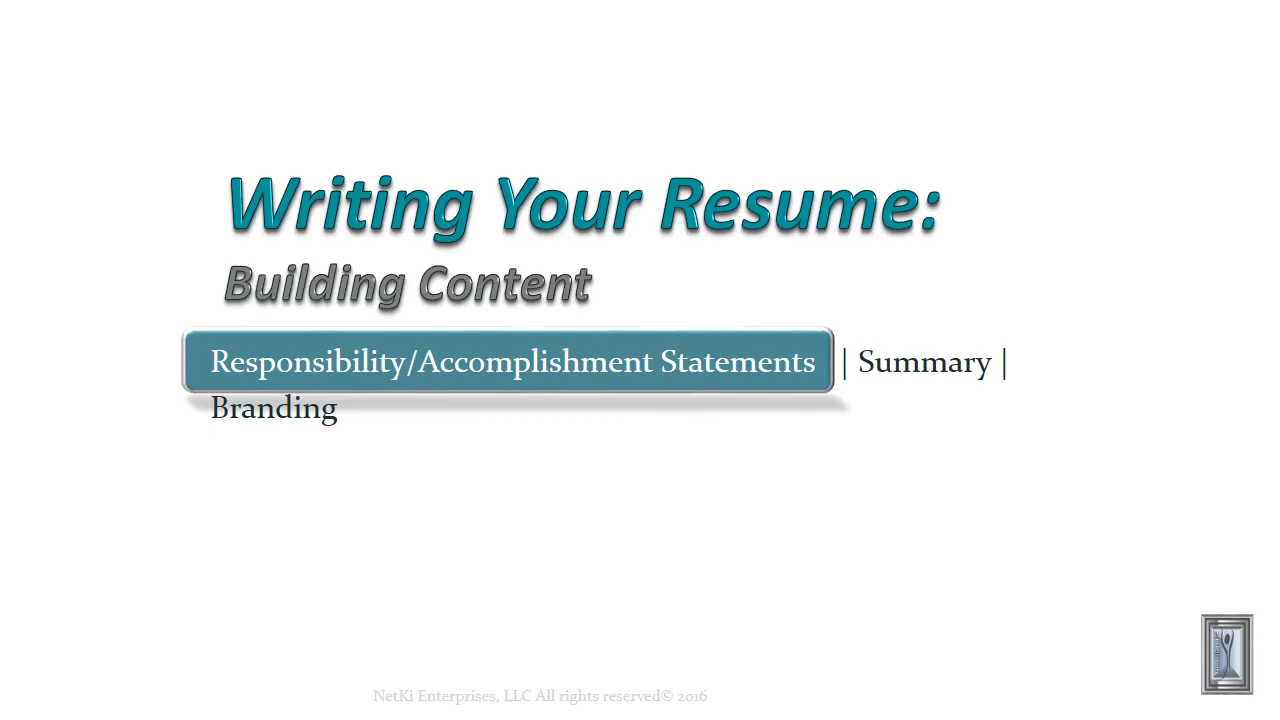 Writing Your Resume:
Building Content
Responsibility/Accomplishment Statements | Summary |
Branding
NetKi Enterprises, LLC All rights reserved© 2016